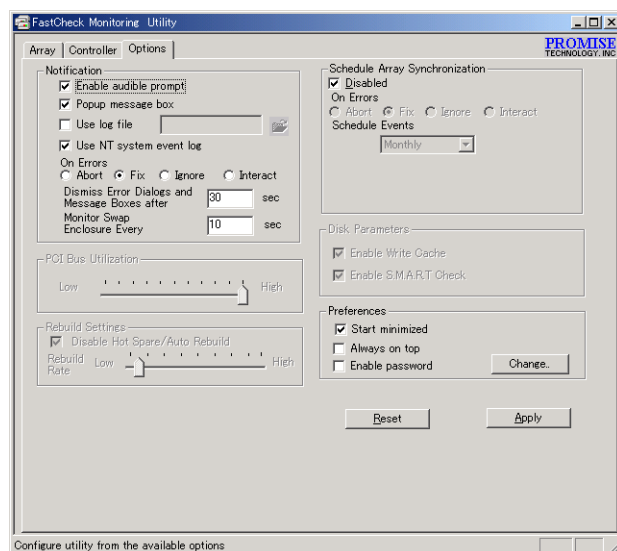 FastCheck Monitoring Utility
PROMISE
TECHNOLOGY, INC
Array
Controller
Options
Notification
Enable audible prompt
Popup message box
Use log file
Use NT system event log
On Errors
Abort Fix Ignore Interact
Dismiss Error Dialogs and
Message Boxes after 30 sec
Monitor Swap
Enclosure Every 10 sec
PCI Bus Utilization
Low High
Rebuild Settings
Disable Hot Spare/Auto Rebuild
Rebuild
Rate Low High
Schedule Array Synchronization
Disabled
On Errors
Abort Fix Ignore Interact
Schedule Events
Monthly
Disk Parameters
Enable Write Cache
Enable S.M.A.R.T Check
Preferences
Start minimized
Always on top
Enable password
Change..
Reset
Apply
Configure utility from the available options